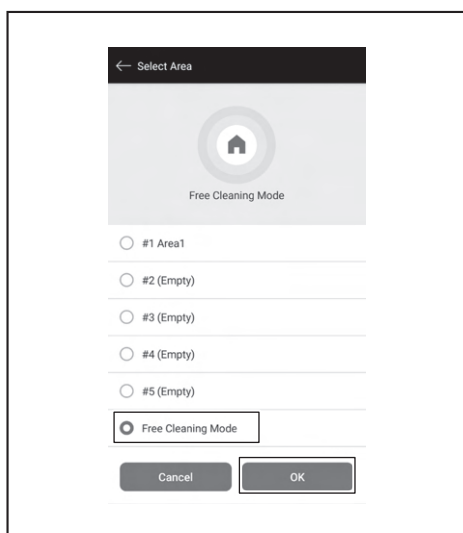 ← Select Area
Free Cleaning Mode
#1 Area1
#2 (Empty)
#3 (Empty)
#4 (Empty)
#5 (Empty)
Free Cleaning Mode
Cancel OK